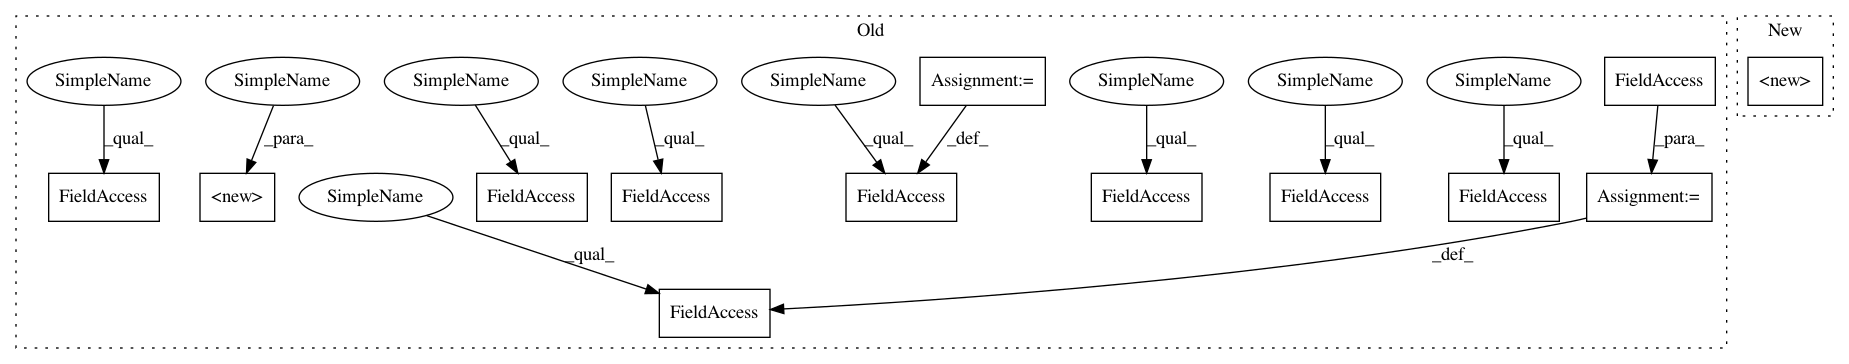 Old
New
SimpleName
SimpleName
SimpleName
SimpleName
SimpleName
Assignment:=
SimpleName
SimpleName
SimpleName
FieldAccess
<new>
_qual_
_para_
_qual_
_qual_
_qual_
_def_
_qual_
_qual_
_qual_
_para_
FieldAccess
<new>
SimpleName
FieldAccess
FieldAccess
FieldAccess
FieldAccess
FieldAccess
FieldAccess
Assignment:=
_qual_
_def_
FieldAccess